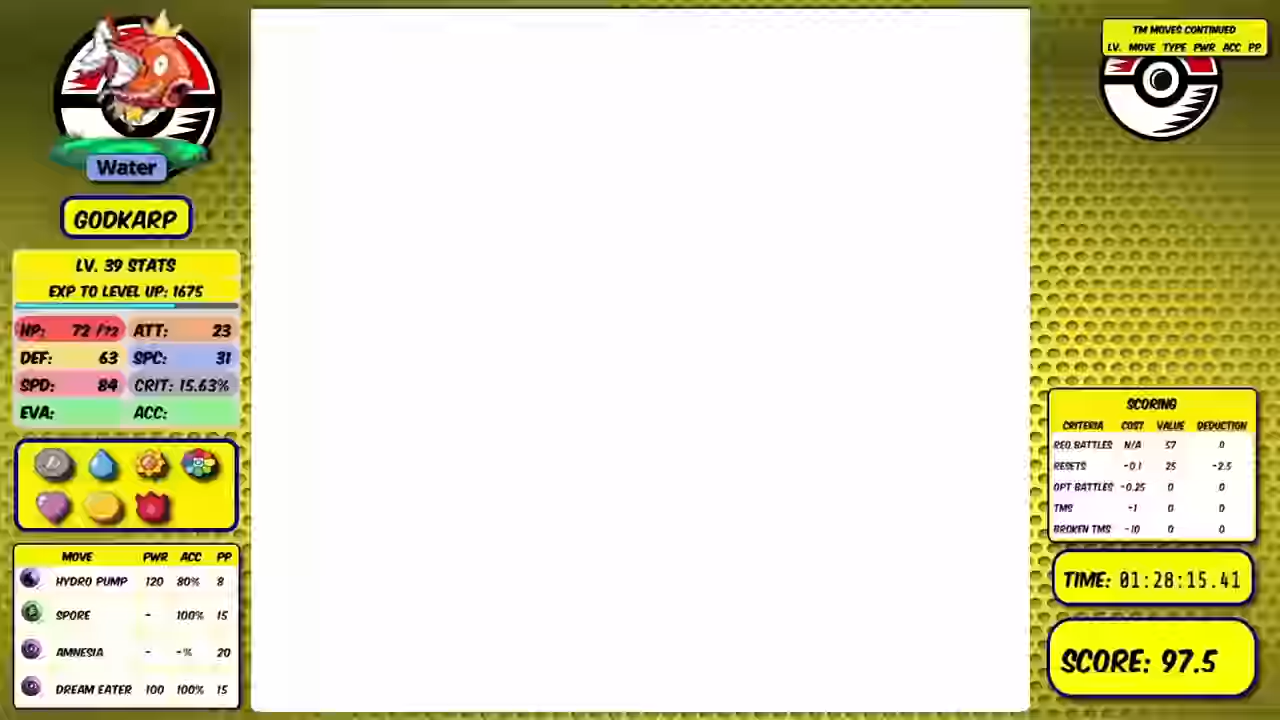 Water
GODKARP
LV. 39 STATS
EXP TO LEVEL UP: 1675
HP: 72 /72 ATT: 23
DEF: 63 SPC: 31
SPD: 84 CRIT: 15.63%
EVA: ACC:
MOVE PWR ACC PP
HYDRO PUMP 120 80% 8
SPORE - 100% 15
AMNESIA - -% 20
DREAM EATER 100 100% 15
TM MOVES CONTINUED
LV. MOVE TYPE PWR ACC PP
SCORING
CRITERIA COST VALUE DEDUCTION
REQ BATTLES N/A 57 0
RESETS -0.1 25 -2.5
OPT BATTLES -0.25 0 0
TMS -1 0 0
BROKEN TMS -10 0 0
TIME: 01:28:15.41
SCORE: 97.5